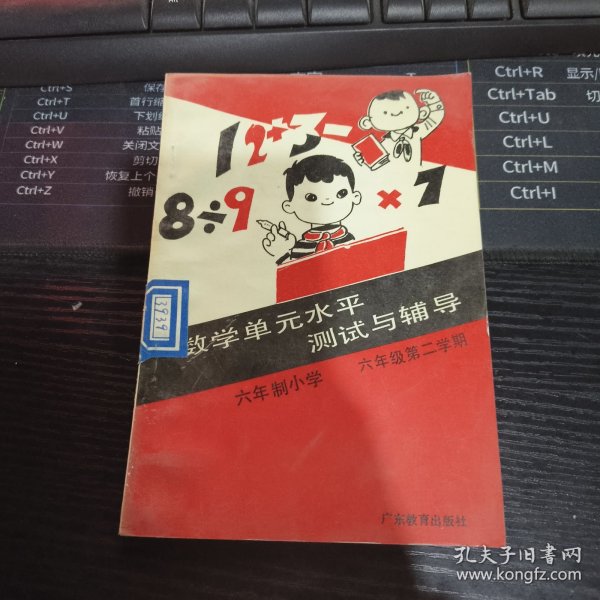 Ctrl+S 保存
Ctrl+T 首行缩
Ctrl+U 下划线
Ctrl+V 粘贴
Ctrl+W 关闭文
Ctrl+X 剪切
Ctrl+Y 恢复上个
Ctrl+Z 撤销
Ctrl+R 显示/
Ctrl+Tab 切
Ctrl+U
Ctrl+L
Ctrl+M
Ctrl+I
12+3-
8÷9
×7
3939
数学单元水平
测试与辅导
六年制小学
六年级第二学期
广东教育出版社
孔夫子旧书网
www.kongfz.com